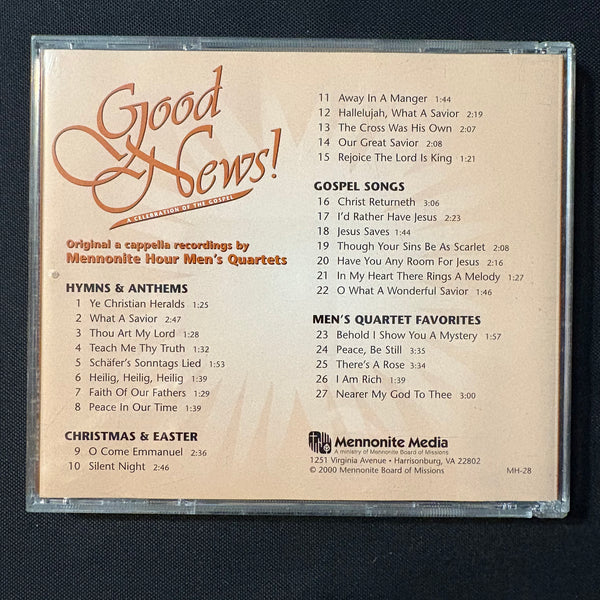 Good
News!
A CELEBRATION OF THE GOSPEL
Original a cappella recordings by
Mennonite Hour Men's Quartets
HYMNS & ANTHEMS
1 Ye Christian Heralds 1:25
2 What A Savior 2:47
3 Thou Art My Lord 1:28
4 Teach Me Thy Truth 1:32
5 Schäfer's Sonntags Lied 1:53
6 Heilig, Heilig, Heilig 1:39
7 Faith Of Our Fathers 1:29
8 Peace In Our Time 1:39
CHRISTMAS & EASTER
9 O Come Emmanuel 2:36
10 Silent Night 2:46
11 Away In A Manger 1:44
12 Hallelujah, What A Savior 2:19
13 The Cross Was His Own 2:07
14 Our Great Savior 2:08
15 Rejoice The Lord Is King 1:21
GOSPEL SONGS
16 Christ Returneth 3:06
17 I'd Rather Have Jesus 2:23
18 Jesus Saves 1:44
19 Though Your Sins Be As Scarlet 2:08
20 Have You Any Room For Jesus 2:16
21 In My Heart There Rings A Melody 1:27
22 O What A Wonderful Savior 1:46
MEN'S QUARTET FAVORITES
23 Behold I Show You A Mystery 1:57
24 Peace, Be Still 3:35
25 There's A Rose 3:34
26 I Am Rich 1:39
27 Nearer My God To Thee 3:00
Mennonite Media
A ministry of Mennonite Board of Missions
1251 Virginia Avenue • Harrisonburg, VA 22802
© 2000 Mennonite Board of Missions
MH-28